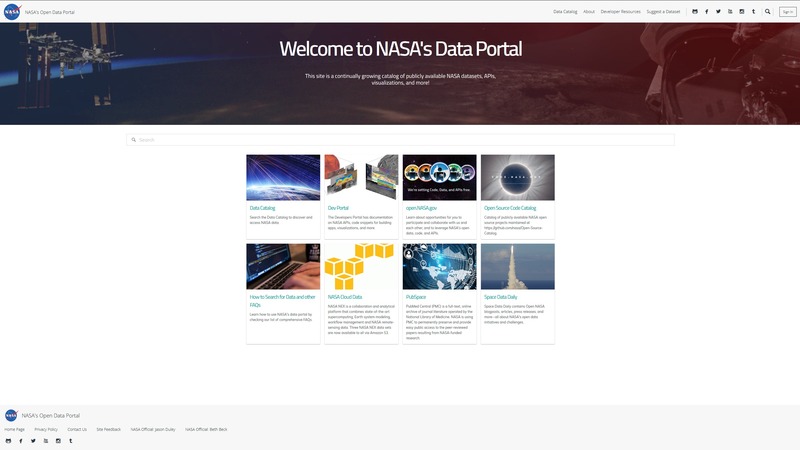 NASA's Open Data Portal
Data Catalog
About
Developer Resources
Suggest a Dataset
Sign In
Welcome to NASA's Data Portal
This site is a continually growing catalog of publicly available NASA datasets, APIs,
visualizations, and more!
Search
Data Catalog
Search the Data Catalog to discover and
access NASA data.
Dev Portal
The Developers Portal has documentation
on NASA APIs, code snippets for building
apps, visualizations, and more.
We're setting Code, Data, and APIs free.
open.NASA.gov
Learn about opportunities for you to
participate and collaborate with us and
each other, and to leverage NASA's open
data, code, and APIs.
CODE.NASA.GOV
Open Source Code Catalog
Catalog of publicly available NASA open
source projects maintained at
https://github.com/nasa/Open-Source-
Catalog.
How to Search for Data and other
FAQs
Learn how to use NASA's data portal by
checking our list of comprehensive FAQs
NASA Cloud Data
NASA NEX is a collaboration and analytical
platform that combines state-of-the-art
supercomputing, Earth system modeling,
workflow management and NASA remote-
sensing data. Three NASA NEX data sets
are now available to all via Amazon S3.
PubSpace
PubMed Central (PMC) is a full-text, online
archive of journal literature operated by the
National Library of Medicine. NASA is using
PMC to permanently preserve and provide
easy public access to the peer-reviewed
papers resulting from NASA-funded
research.
Space Data Daily
Space Data Daily contains Open NASA
blogposts, articles, press releases, and
more--all about NASA's open data
initiatives and challenges.
NASA
NASA's Open Data Portal
Home Page
Privacy Policy
Contact Us
Site Feedback
NASA Official: Jason Duley
NASA Official: Beth Beck